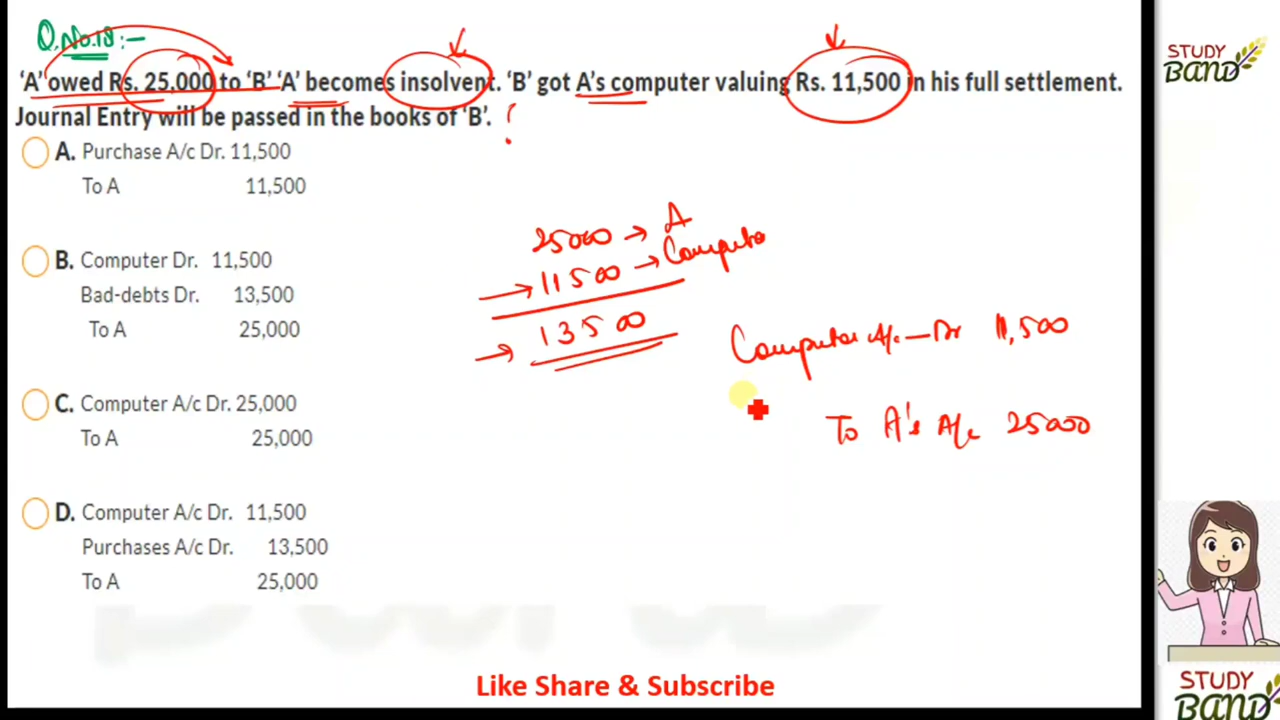 Q.No.18:-
'A' owed Rs. 25,000 to 'B' 'A' becomes insolvent. 'B' got A's computer valuing Rs. 11,500 in his full settlement.
Journal Entry will be passed in the books of 'B'. ?
A. Purchase A/c Dr. 11,500
To A 11,500
B. Computer Dr. 11,500
Bad-debts Dr. 13,500
To A 25,000
C. Computer A/c Dr. 25,000
To A 25,000
D. Computer A/c Dr. 11,500
Purchases A/c Dr. 13,500
To A 25,000
25000 → A
→ 11500 → Compute
→ 13500
Computer A/c — Dr 11,500
To A's A/c 25000
Like Share & Subscribe
STUDY
BAND
STUDY
BAND